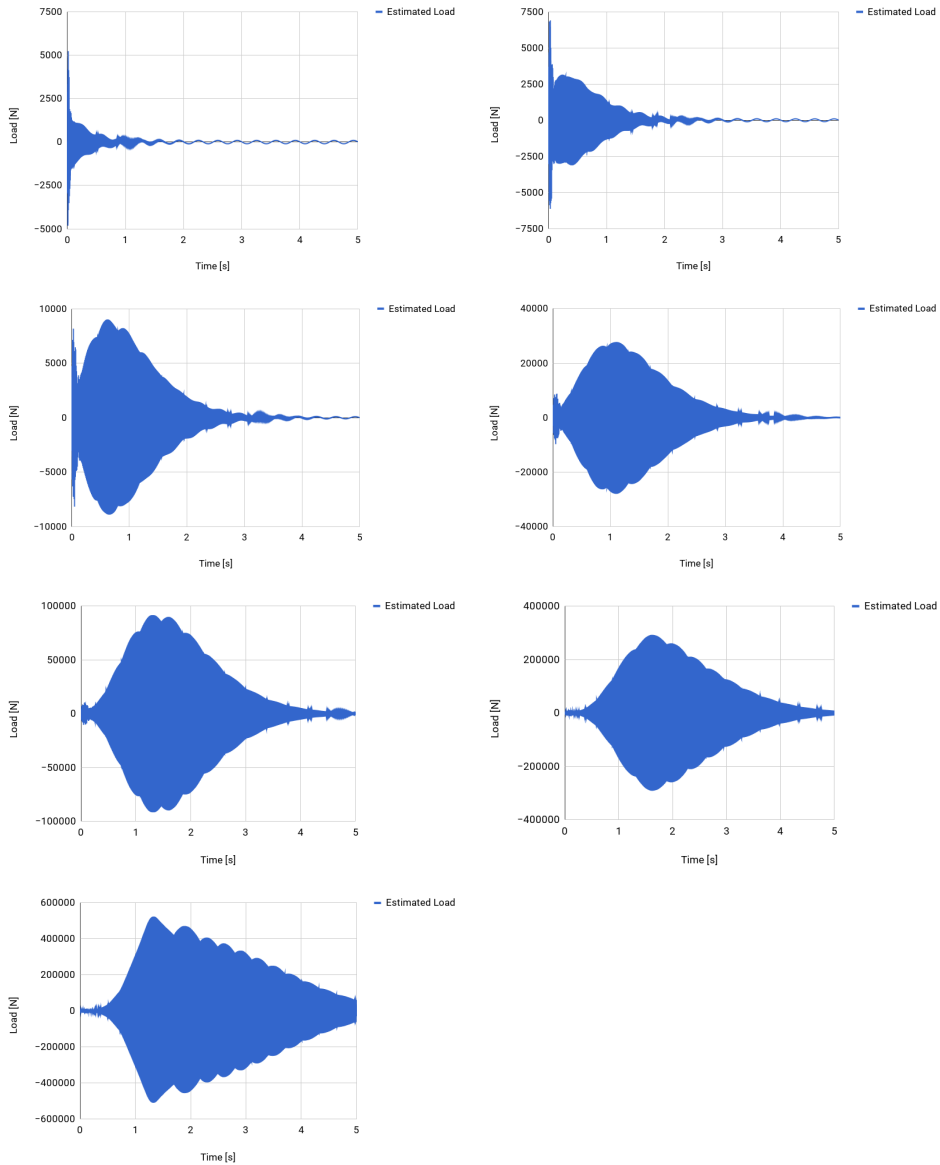 7500
5000
2500
0
−2500
−5000
0 1 2 3 4 5
Load [N]
Time [s]
Estimated Load
7500
5000
2500
0
−2500
−5000
−7500
0 1 2 3 4 5
Load [N]
Time [s]
Estimated Load
10000
5000
0
−5000
−10000
0 1 2 3 4 5
Load [N]
Time [s]
Estimated Load
40000
20000
0
−20000
−40000
0 1 2 3 4 5
Load [N]
Time [s]
Estimated Load
100000
50000
0
−50000
−100000
0 1 2 3 4 5
Load [N]
Time [s]
Estimated Load
400000
200000
0
−200000
−400000
0 1 2 3 4 5
Load [N]
Time [s]
Estimated Load
600000
400000
200000
0
−200000
−400000
−600000
0 1 2 3 4 5
Load [N]
Time [s]
Estimated Load